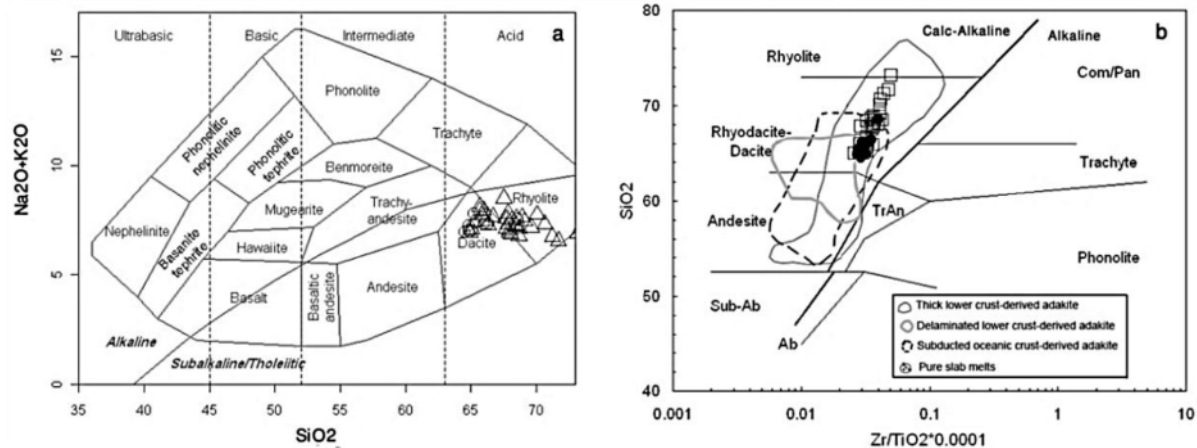 a
Ultrabasic
Basic
Intermediate
Acid
Phonolite
Trachyte
Phonolitic
nephelinite
Phonolitic
tephrite
Benmoreite
Rhyolite
Mugearite
Trachy-
andesite
Nephelinite
Basanite
tephrite
Hawaiite
Dacite
Basalt
Basaltic
andesite
Andesite
Alkaline
Subalkaline/Tholeiitic
Na2O+K2O
0
5
10
15
35
40
45
50
55
60
65
70
SiO2
b
Calc-Alkaline
Alkaline
Rhyolite
Com/Pan
Rhyodacite-
Dacite
Trachyte
Andesite
TrAn
Phonolite
Sub-Ab
Ab
Thick lower crust-derived adakite
Delaminated lower crust-derived adakite
Subducted oceanic crust-derived adakite
Pure slab melts
SiO2
80
70
60
50
40
0.001
0.01
0.1
1
10
Zr/TiO2*0.0001